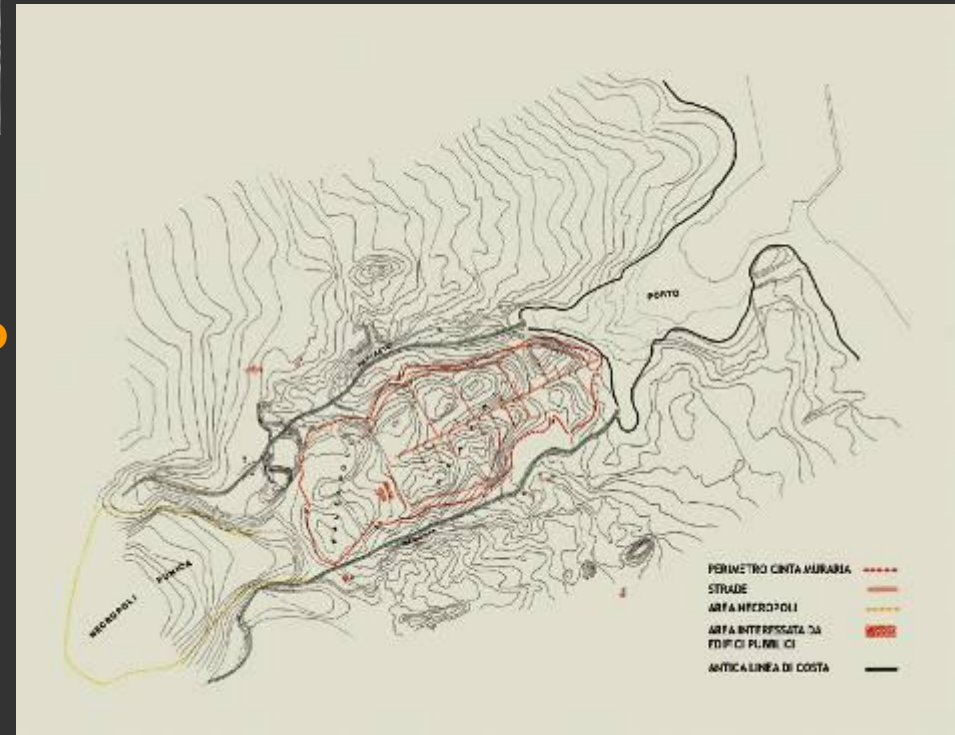 PORTO
PUNICA
NECROPOLI
PERIMETRO CINTA MURARIA
STRADE
AREA NECROPOLI
AREA INTERESSATA DA
EDIFICI PUBBLICI
ANTICA LINEA DI COSTA